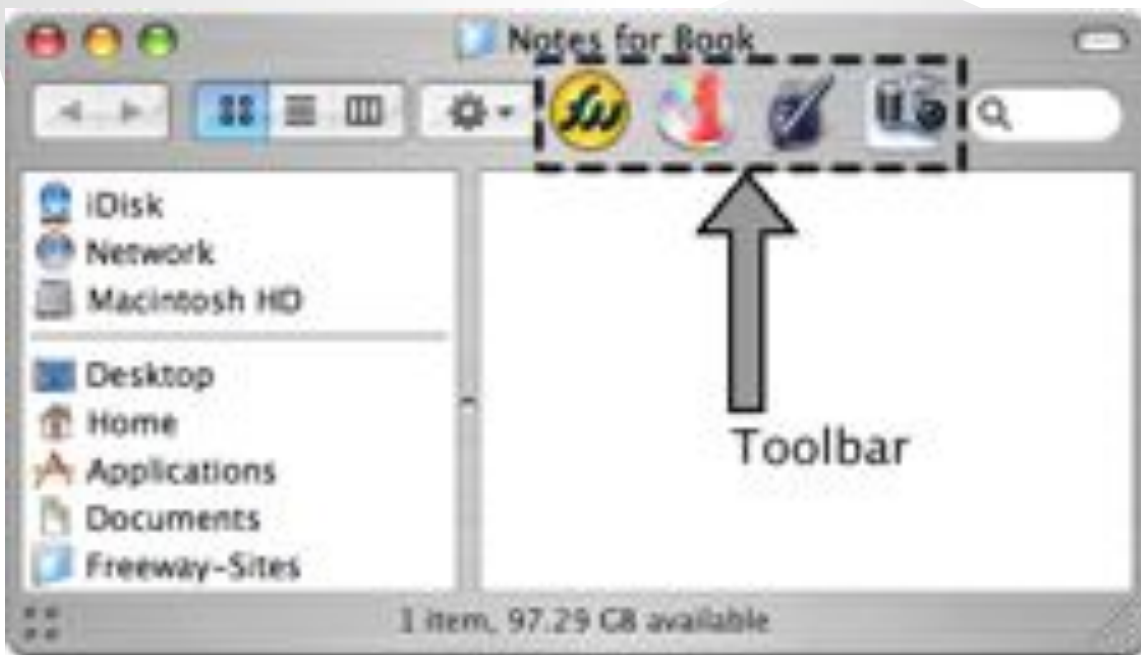 Notes for Book
fw
iDisk
Network
Macintosh HD
Desktop
Home
Applications
Documents
Freeway-Sites
Toolbar
1 item, 97.29 GB available